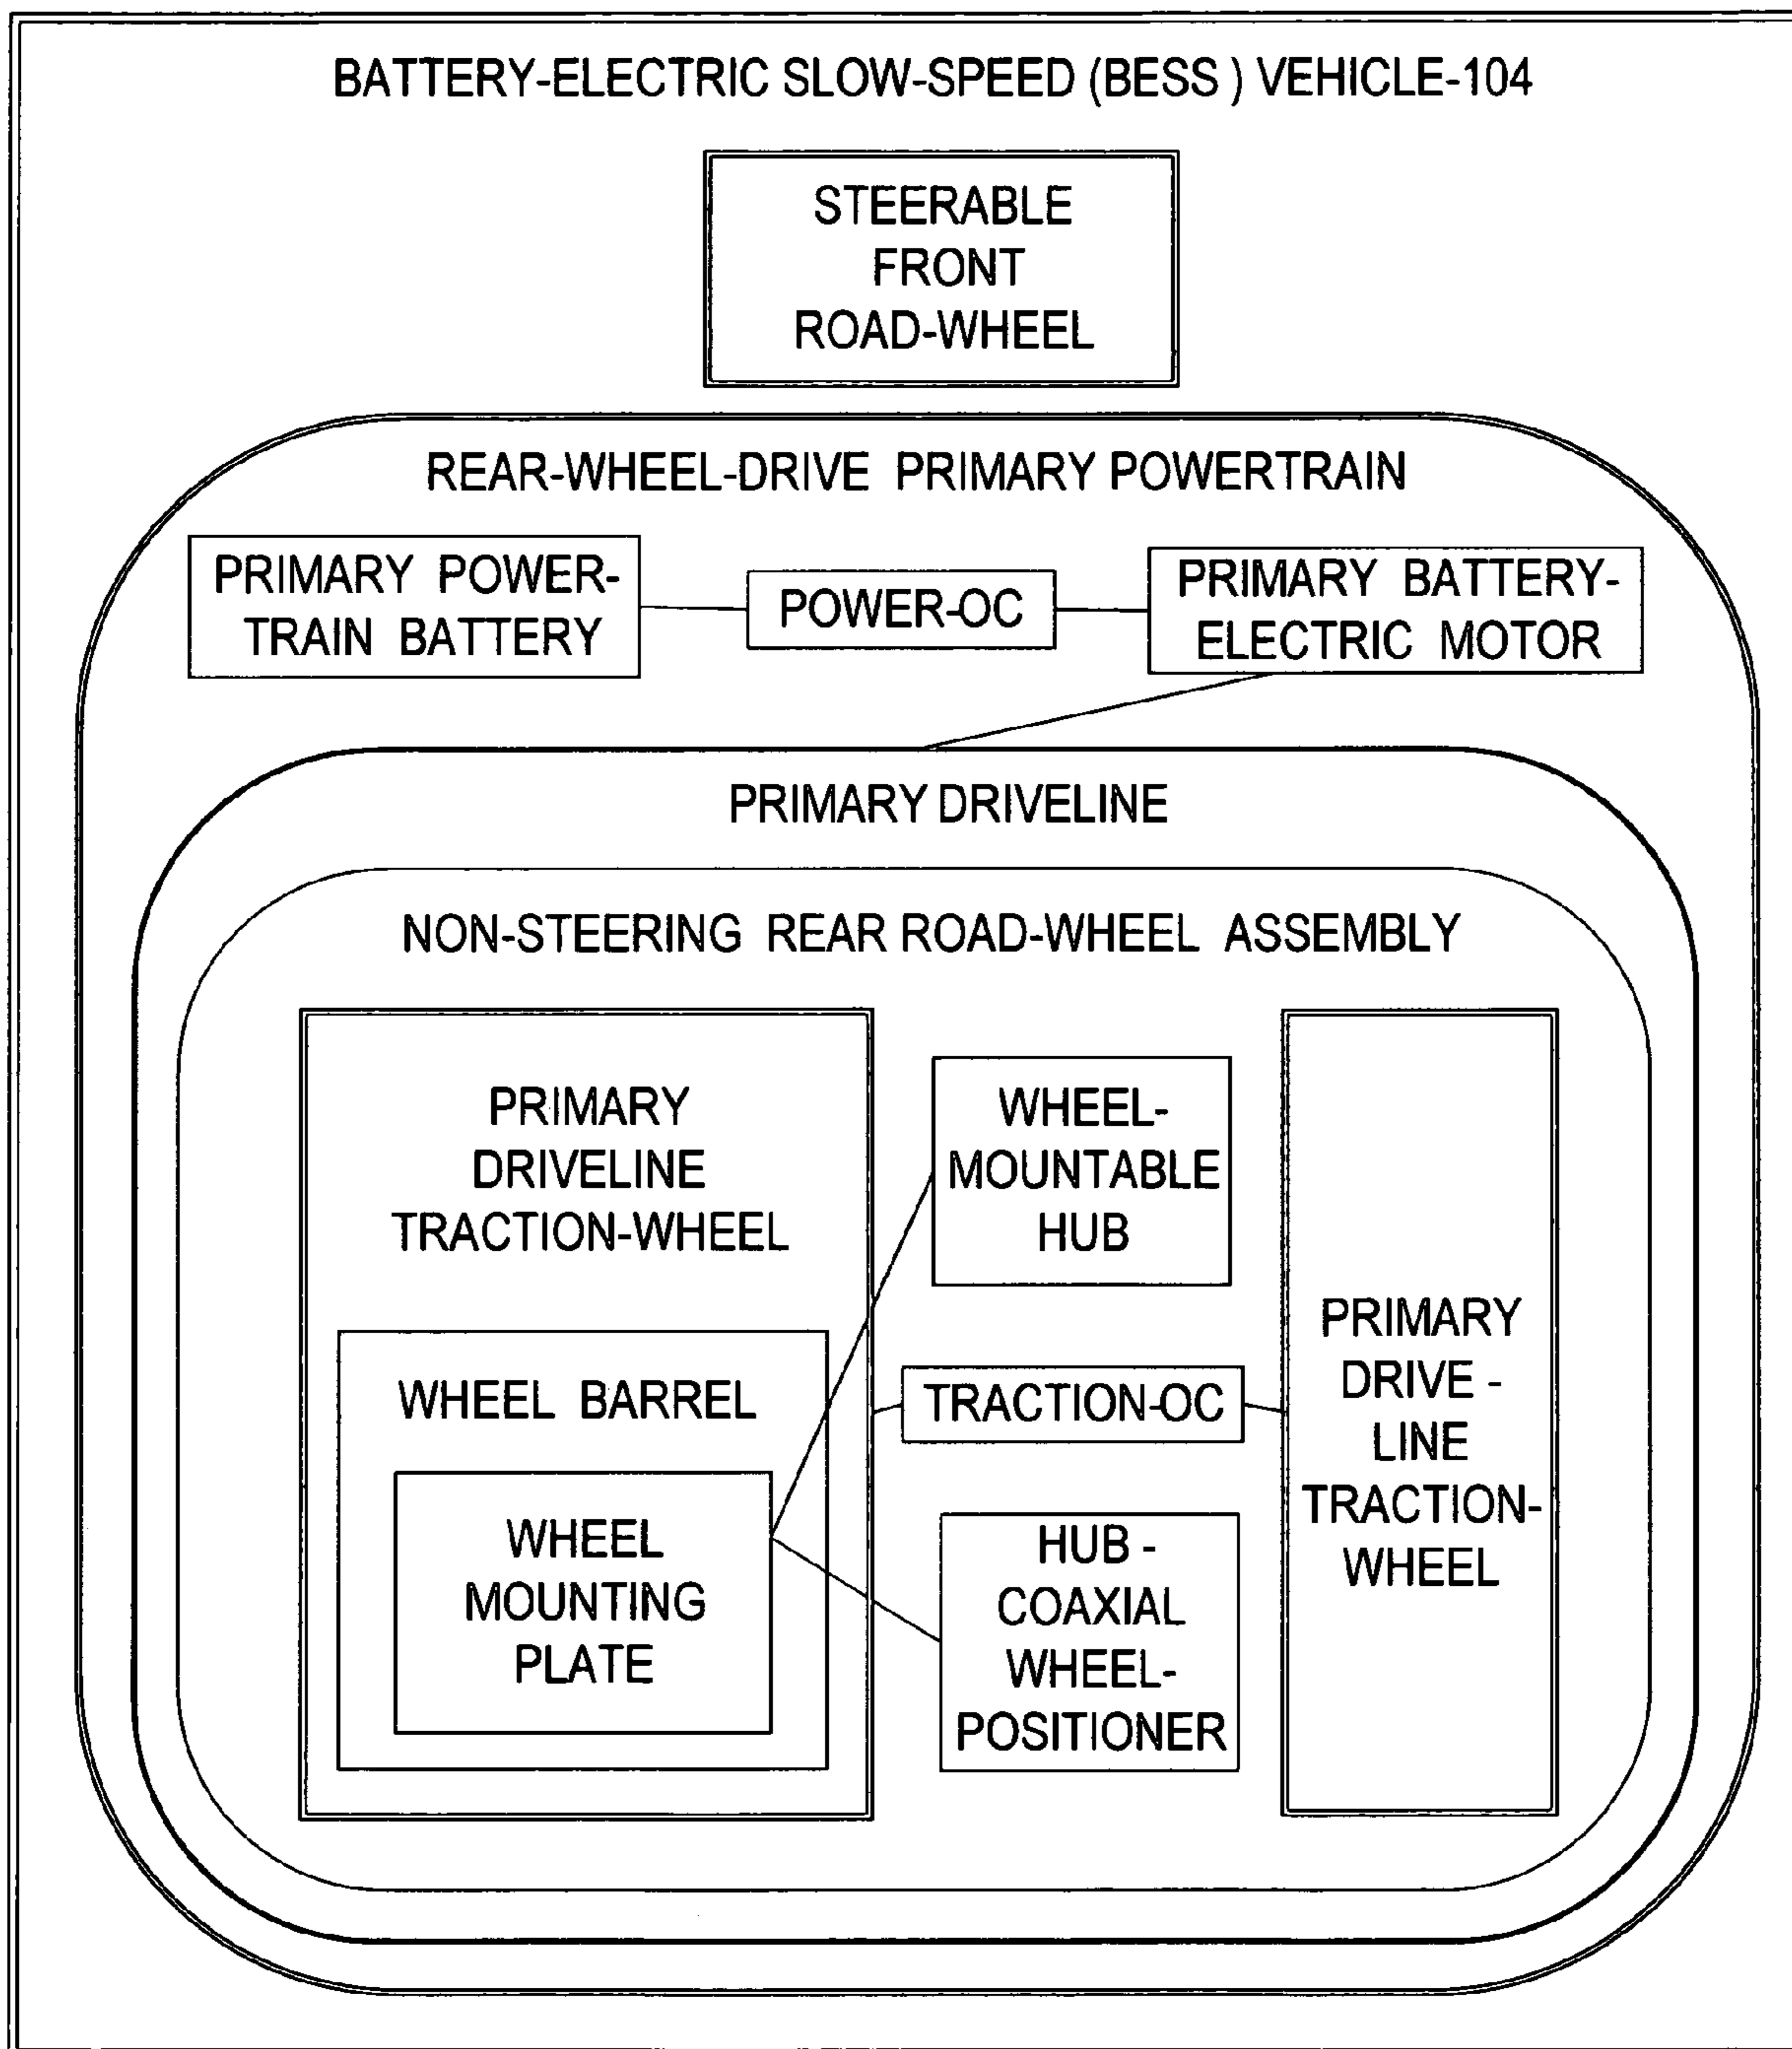 BATTERY-ELECTRIC SLOW-SPEED (BESS ) VEHICLE-104
STEERABLE
FRONT
ROAD-WHEEL
REAR-WHEEL-DRIVE PRIMARY POWERTRAIN
PRIMARY POWER-
TRAIN BATTERY
POWER-OC
PRIMARY BATTERY-
ELECTRIC MOTOR
PRIMARY DRIVELINE
NON-STEERING REAR ROAD-WHEEL ASSEMBLY
PRIMARY
DRIVELINE
TRACTION-WHEEL
WHEEL BARREL
WHEEL
MOUNTING
PLATE
WHEEL-
MOUNTABLE
HUB
TRACTION-OC
HUB -
COAXIAL
WHEEL-
POSITIONER
PRIMARY
DRIVE -
LINE
TRACTION-
WHEEL